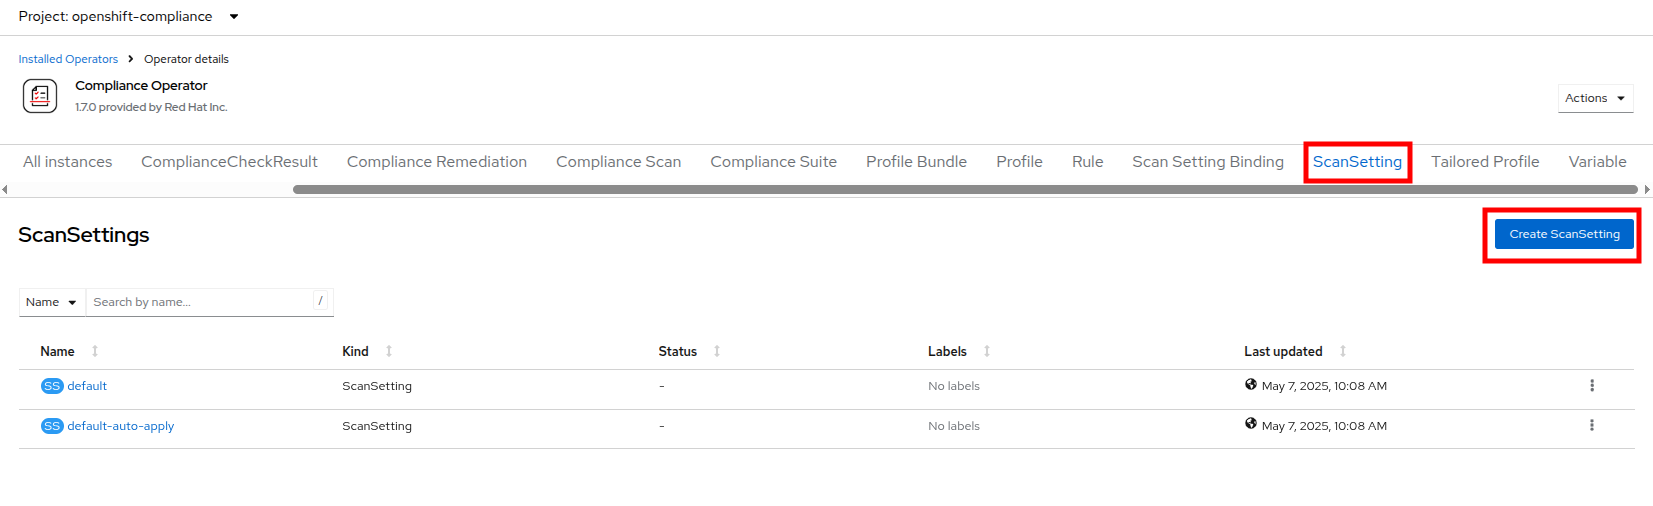 Project: openshift-compliance
Installed Operators Operator details
Compliance Operator
1.7.0 provided by Red Hat Inc.
Actions
All instances ComplianceCheckResult Compliance Remediation Compliance Scan Compliance Suite Profile Bundle Profile Rule Scan Setting Binding ScanSetting Tailored Profile Variable
ScanSettings
Create ScanSetting
Name Search by name... /
Name Kind Status Labels Last updated
SS default ScanSetting - No labels May 7, 2025, 10:08 AM
SS default-auto-apply ScanSetting - No labels May 7, 2025, 10:08 AM